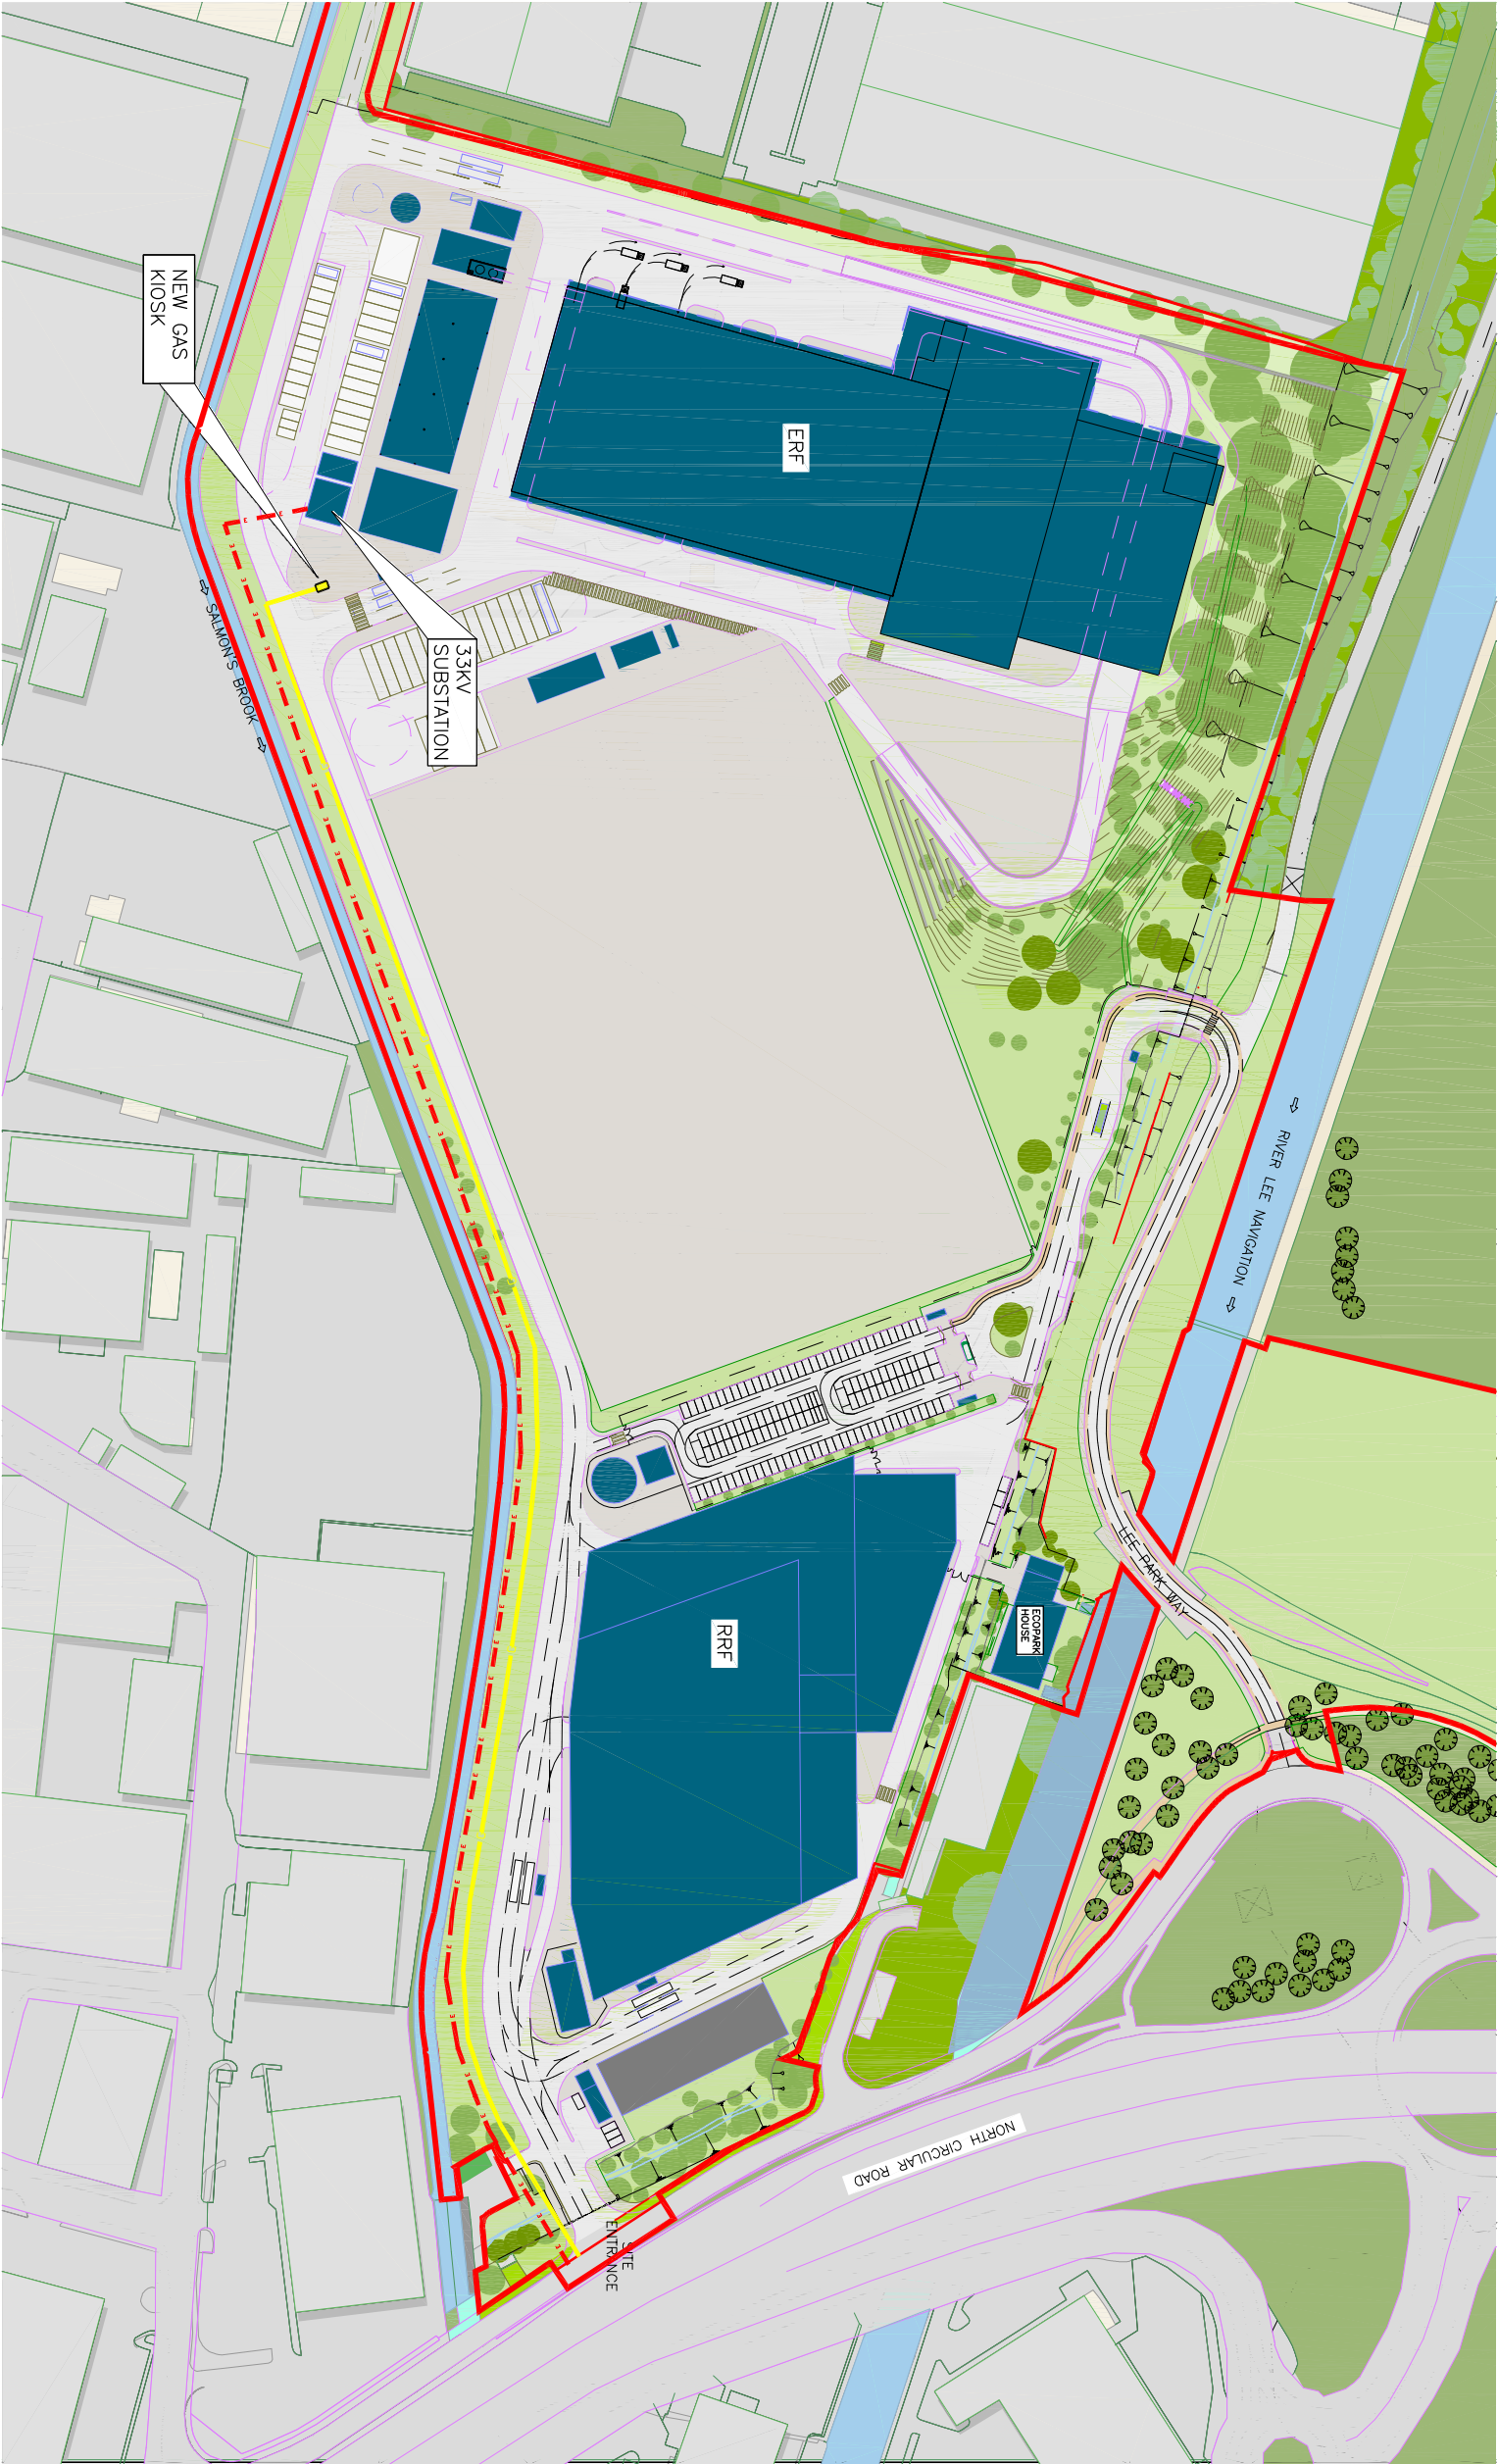 NEW GAS
KIOSK
ERF
33KV
SUBSTATION
SALMON'S BROOK
RIVER LEE NAVIGATION
LEE PARK WAY
ECOPARK
HOUSE
RRF
NORTH CIRCULAR ROAD
SITE
ENTRANCE